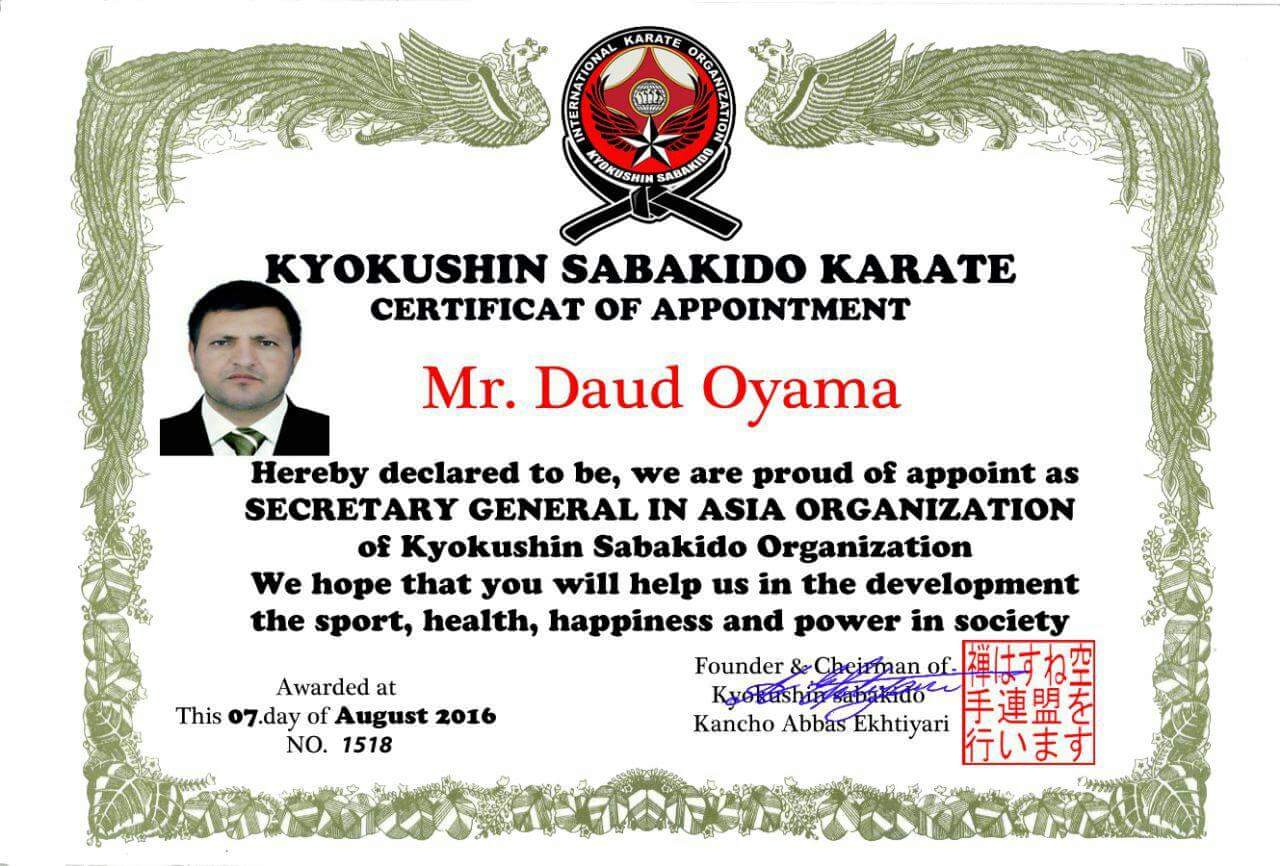 INTERNATIONAL KARATE ORGANIZATION
KYOKUSHIN SABAKIDO
KYOKUSHIN SABAKIDO KARATE
CERTIFICAT OF APPOINTMENT
Mr. Daud Oyama
Hereby declared to be, we are proud of appoint as
SECRETARY GENERAL IN ASIA ORGANIZATION
of Kyokushin Sabakido Organization
We hope that you will help us in the development
the sport, health, happiness and power in society
Awarded at
This 07.day of August 2016
NO. 1518
Founder & Cheirman of
Kyokushin sabakido
Kancho Abbas Ekhtiyari
禅はすね空
手連盟を
行います